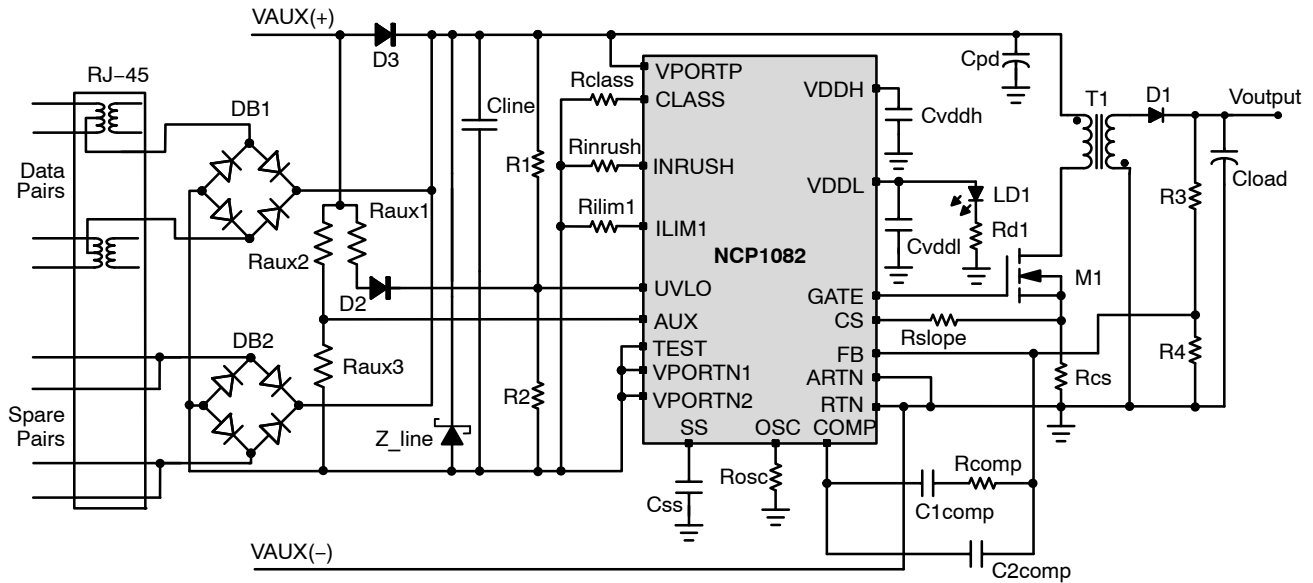 VAUX(+)
D3
RJ–45
DB1
Data
Pairs
Raux1
Raux2
D2
DB2
Raux3
Spare
Pairs
Z_line
Cline
R1
R2
Rclass
Rinrush
Rilim1
VPORTP
CLASS
INRUSH
ILIM1
NCP1082
UVLO
AUX
TEST
VPORTN1
VPORTN2
SS
OSC
COMP
VDDH
VDDL
GATE
CS
FB
ARTN
RTN
Cpd
Cvddh
Cvddl
LD1
Rd1
T1
D1
Voutput
Cload
R3
M1
Rslope
Rcs
R4
Css
Rosc
Rcomp
C1comp
C2comp
VAUX(–)